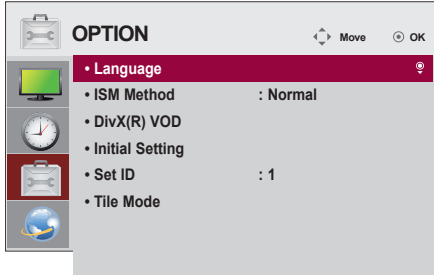 OPTION Move OK
• Language
• ISM Method : Normal
• DivX(R) VOD
• Initial Setting
• Set ID : 1
• Tile Mode